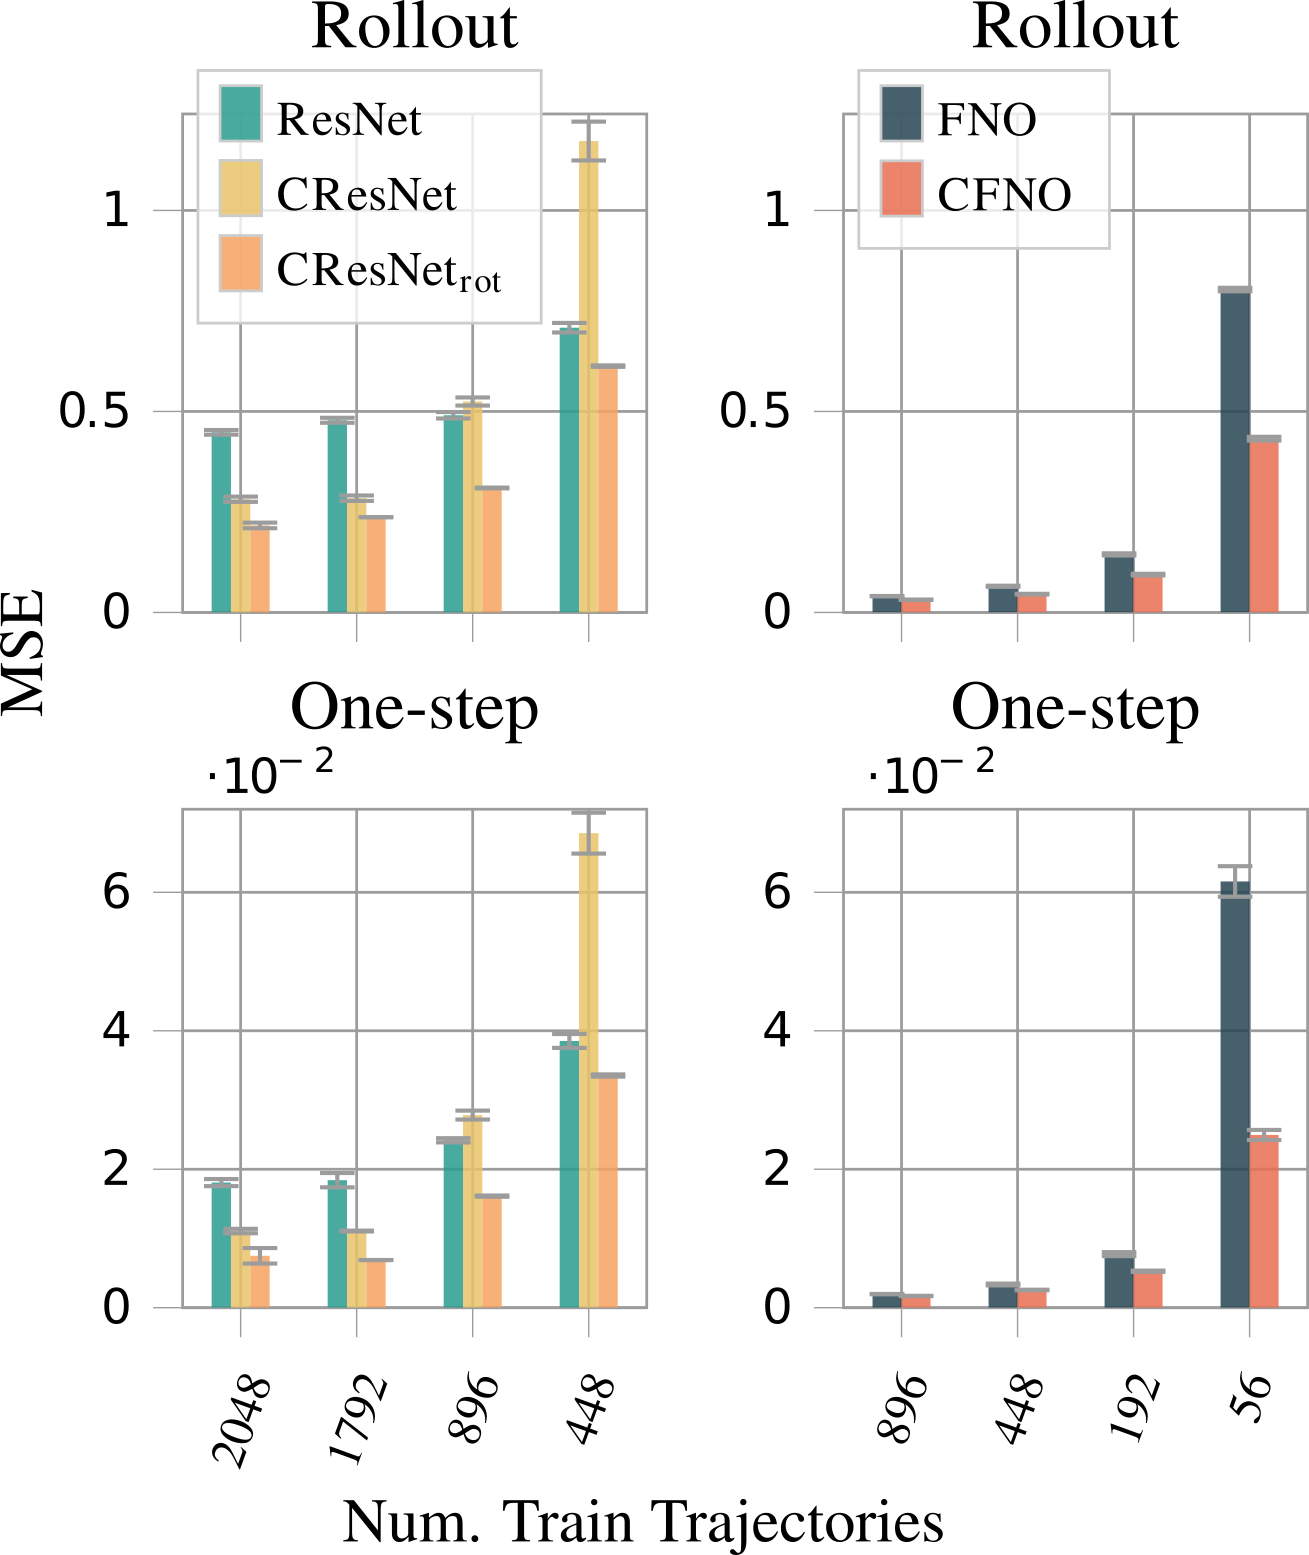 Rollout
ResNet
CResNet
CResNet_rot
1
0.5
0
Rollout
FNO
CFNO
1
0.5
0
MSE
One-step
·10⁻²
6
4
2
0
2048
1792
896
448
One-step
·10⁻²
6
4
2
0
896
448
192
56
Num. Train Trajectories